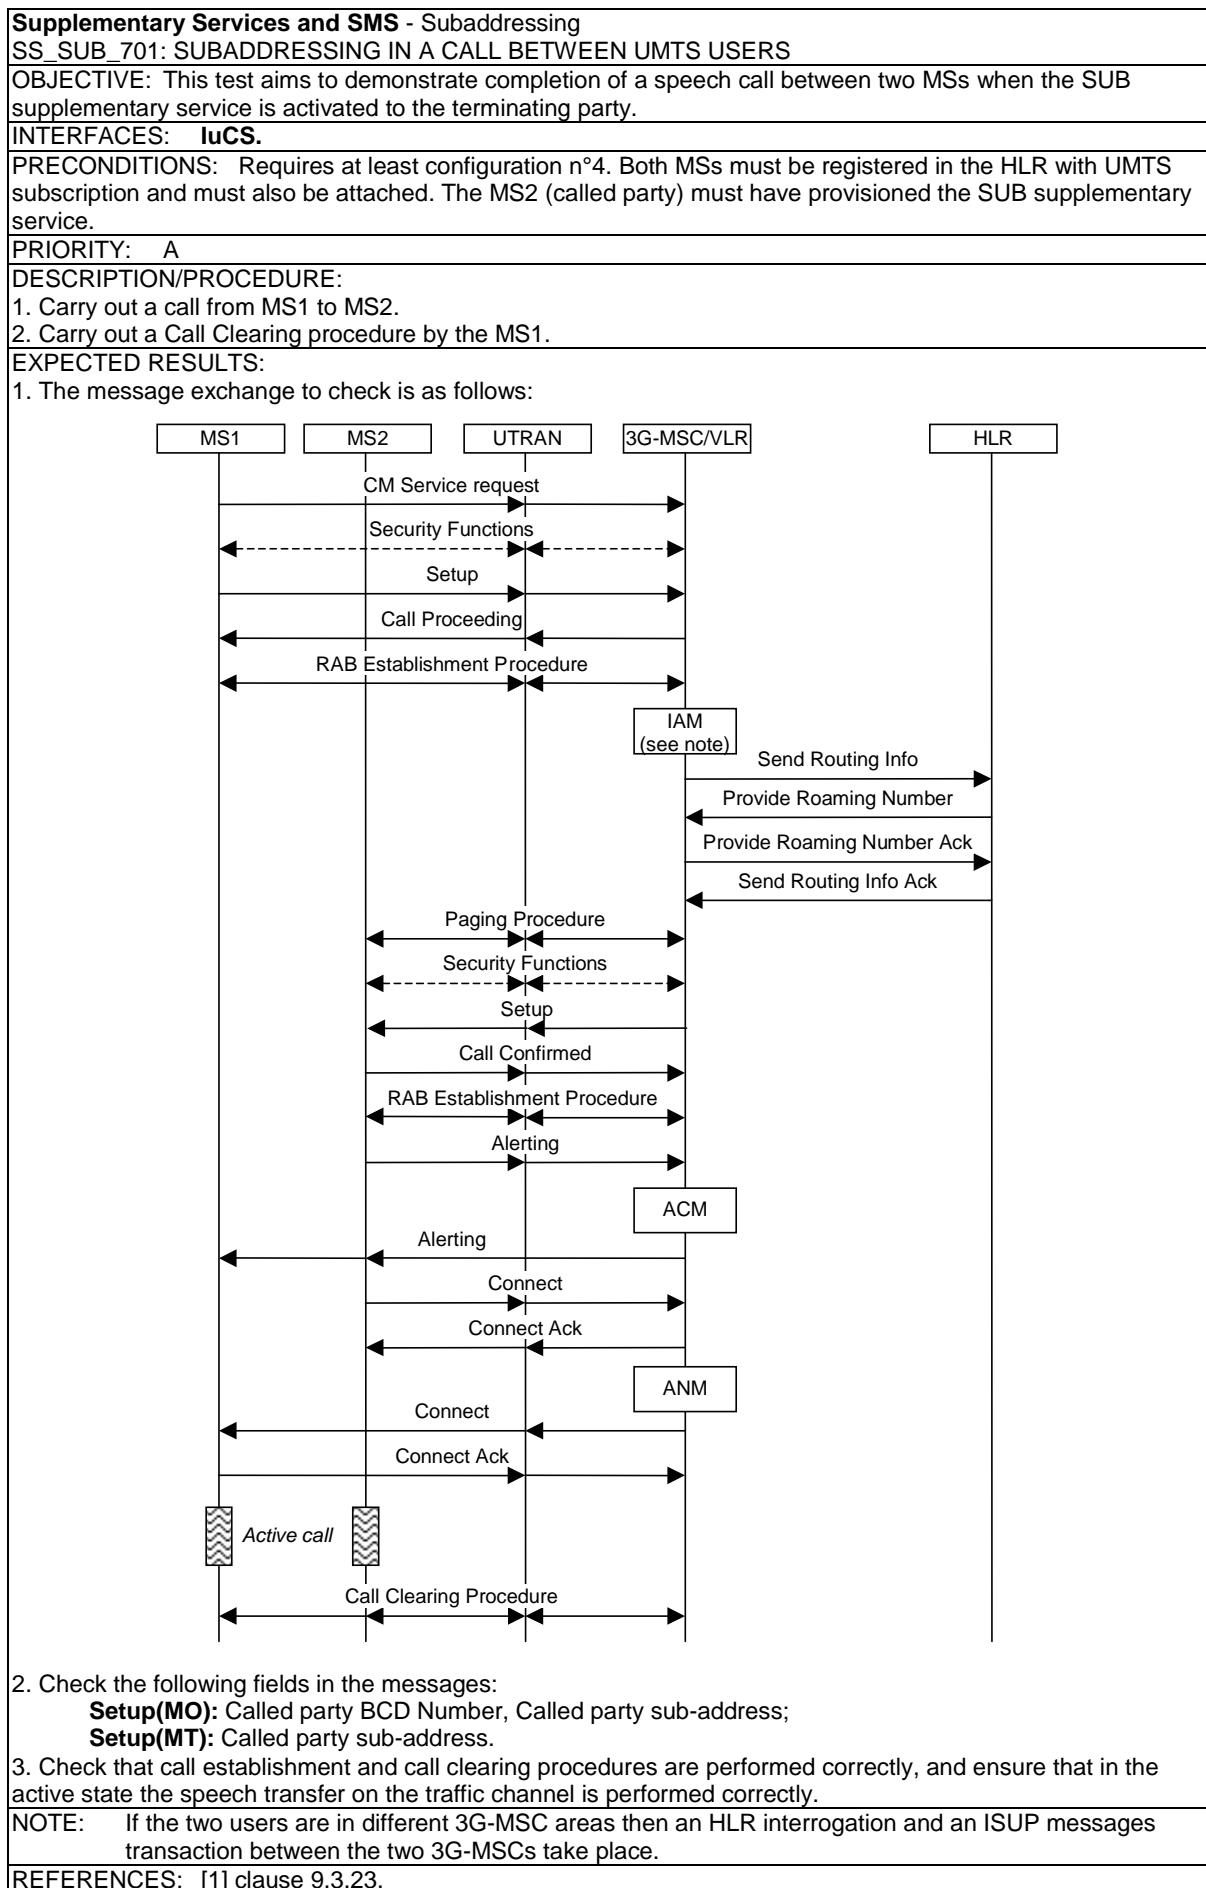 Supplementary Services and SMS - Subaddressing
SS_SUB_701: SUBADDRESSING IN A CALL BETWEEN UMTS USERS
OBJECTIVE: This test aims to demonstrate completion of a speech call between two MSs when the SUB
supplementary service is activated to the terminating party.
INTERFACES: IuCS.
PRECONDITIONS: Requires at least configuration n°4. Both MSs must be registered in the HLR with UMTS
subscription and must also be attached. The MS2 (called party) must have provisioned the SUB supplementary
service.
PRIORITY: A
DESCRIPTION/PROCEDURE:
1. Carry out a call from MS1 to MS2.
2. Carry out a Call Clearing procedure by the MS1.
EXPECTED RESULTS:
1. The message exchange to check is as follows:
MS1 MS2 UTRAN 3G-MSC/VLR HLR
CM Service request
Security Functions
Setup
Call Proceeding
RAB Establishment Procedure
IAM
(see note)
Send Routing Info
Provide Roaming Number
Provide Roaming Number Ack
Send Routing Info Ack
Paging Procedure
Security Functions
Setup
Call Confirmed
RAB Establishment Procedure
Alerting
ACM
Alerting
Connect
Connect Ack
ANM
Connect
Connect Ack
Active call
Call Clearing Procedure
2. Check the following fields in the messages:
Setup(MO): Called party BCD Number, Called party sub-address;
Setup(MT): Called party sub-address.
3. Check that call establishment and call clearing procedures are performed correctly, and ensure that in the
active state the speech transfer on the traffic channel is performed correctly.
NOTE: If the two users are in different 3G-MSC areas then an HLR interrogation and an ISUP messages
transaction between the two 3G-MSCs take place.
REFERENCES: [1] clause 9.3.23.